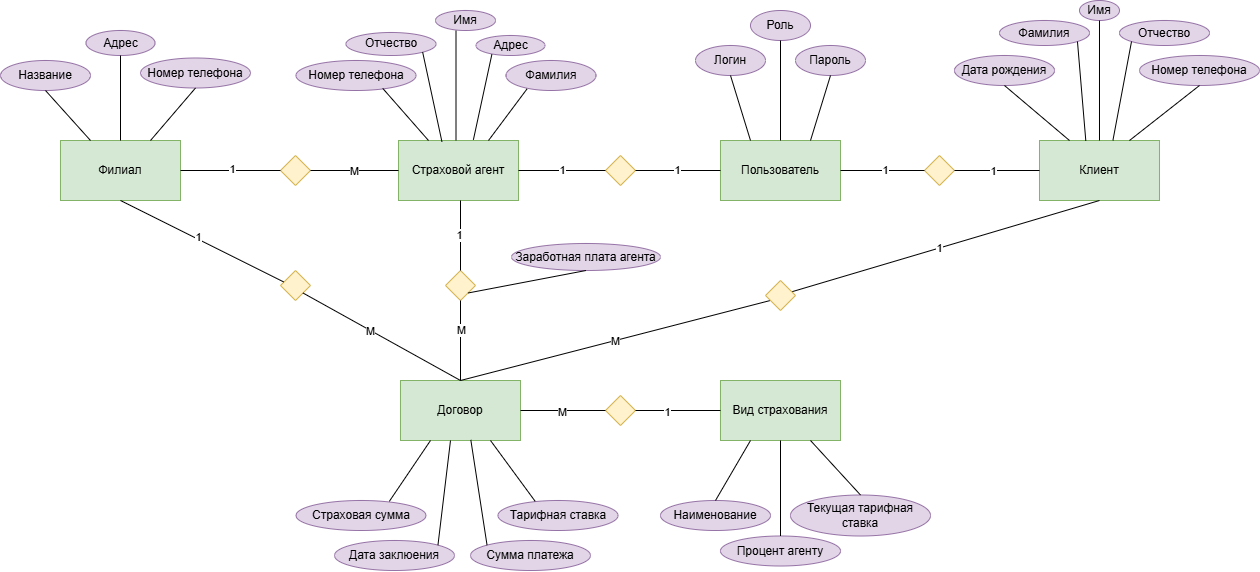 Имя
Имя
Роль
Адрес
Отчество
Адрес
Фамилия
Отчество
Название
Номер телефона
Номер телефона
Фамилия
Логин
Пароль
Дата рождения
Номер телефона
Филиал
1
М
Страховой агент
1
1
Пользователь
1
1
Клиент
1
1
1
Заработная плата агента
М
М
М
Договор
М
1
Вид страхования
Страховая сумма
Тарифная ставка
Наименование
Текущая тарифная
ставка
Дата заклюения
Сумма платежа
Процент агенту